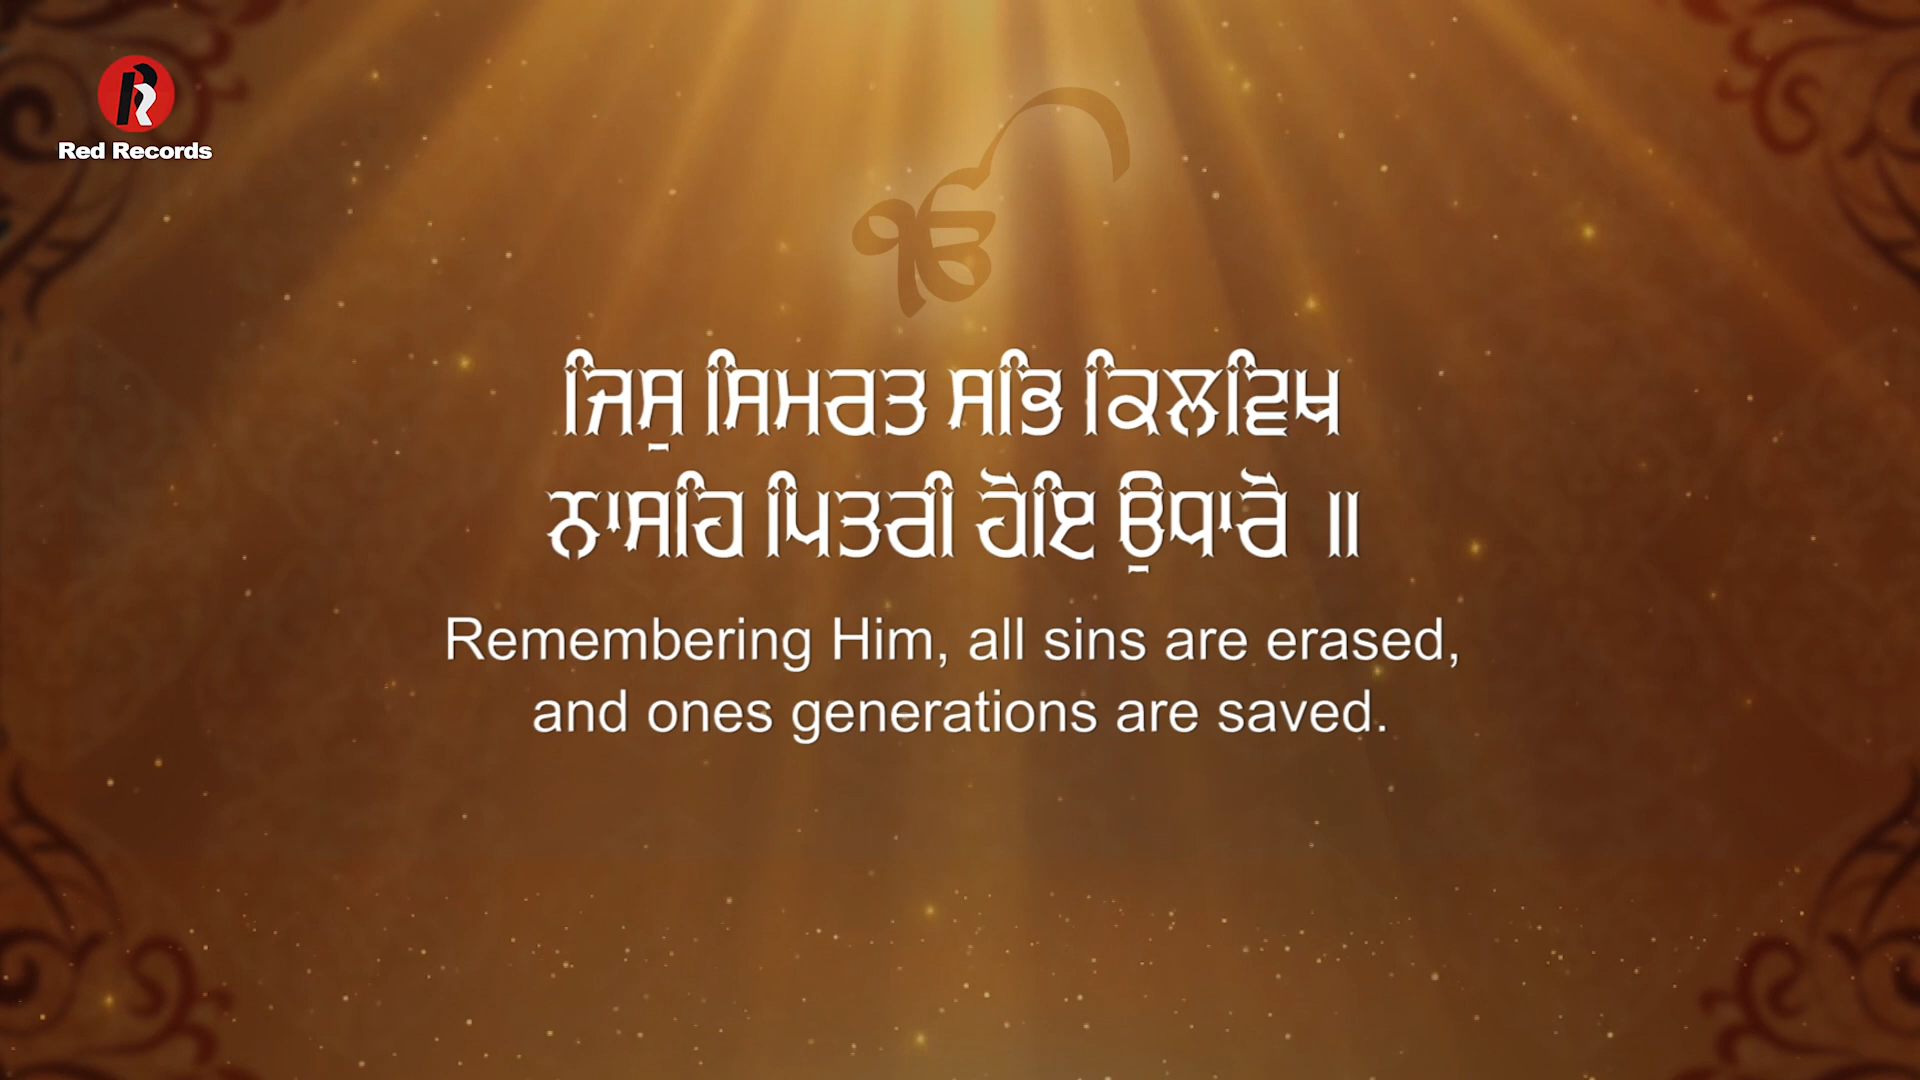 Red Records
ੴ
ਜਿਸੁ ਸਿਮਰਤ ਸਭਿ ਕਿਲਵਿਖ
ਨਾਸਹਿ ਪਿਤਰੀ ਹੋਇ ਉਧਾਰੋ ॥
Remembering Him, all sins are erased,
and ones generations are saved.